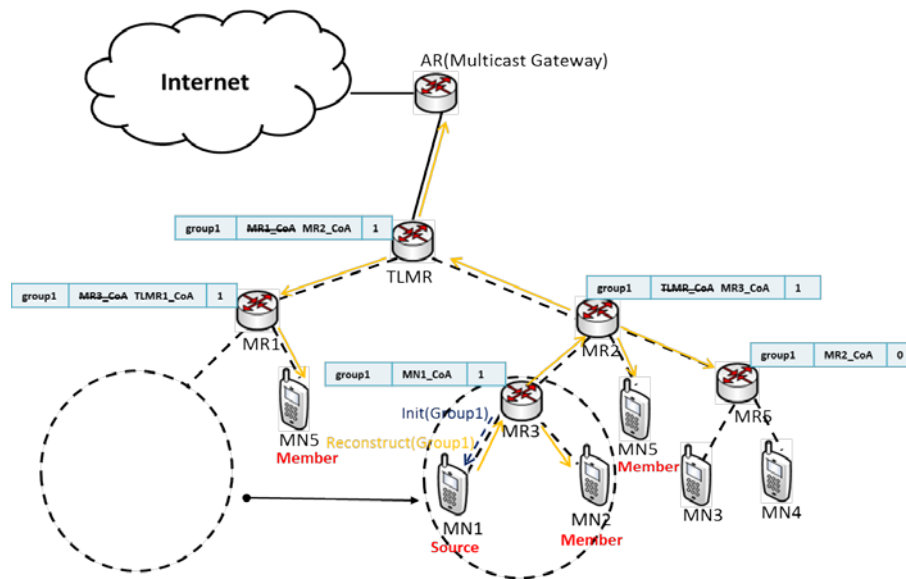 AR(Multicast Gateway)
Internet
group1 MR1_CoA MR2_CoA 1
TLMR
group1 MR3_CoA TLMR1_CoA 1
group1 TLMR_CoA MR3_CoA 1
MR1
MR2
group1 MR2_CoA 0
group1 MN1_CoA 1
MR3
MR5
Init(Group1)
Reconstruct(Group1)
MN5
Member
MN5
Member
MN1
Source
MN2
Member
MN3
MN4